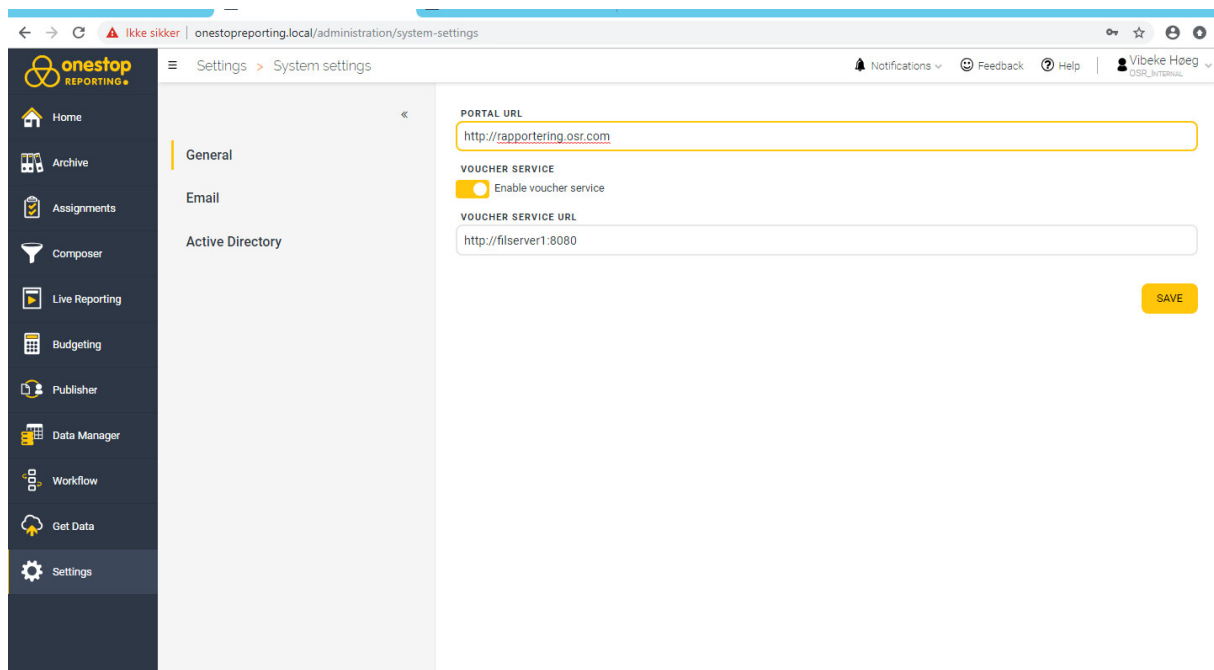 Ikke sikker | onestopreporting.local/administration/system-settings
onestop
REPORTING
Settings > System settings
Notifications
Feedback
Help
Vibeke Høeg
OSR_INTERNAL
Home
Archive
Assignments
Composer
Live Reporting
Budgeting
Publisher
Data Manager
Workflow
Get Data
Settings
General
Email
Active Directory
PORTAL URL
http://rapportering.osr.com
VOUCHER SERVICE
Enable voucher service
VOUCHER SERVICE URL
http://filserver1:8080
SAVE